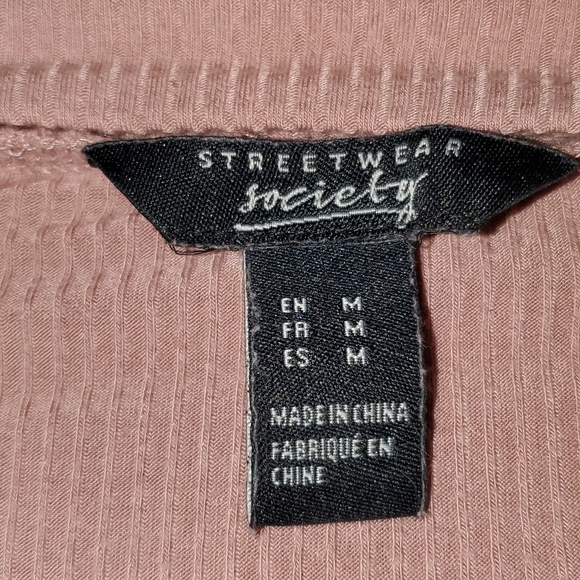 STREETWEAR
society
EN M
FR M
ES M
MADE IN CHINA
FABRIQUÉ EN
CHINE